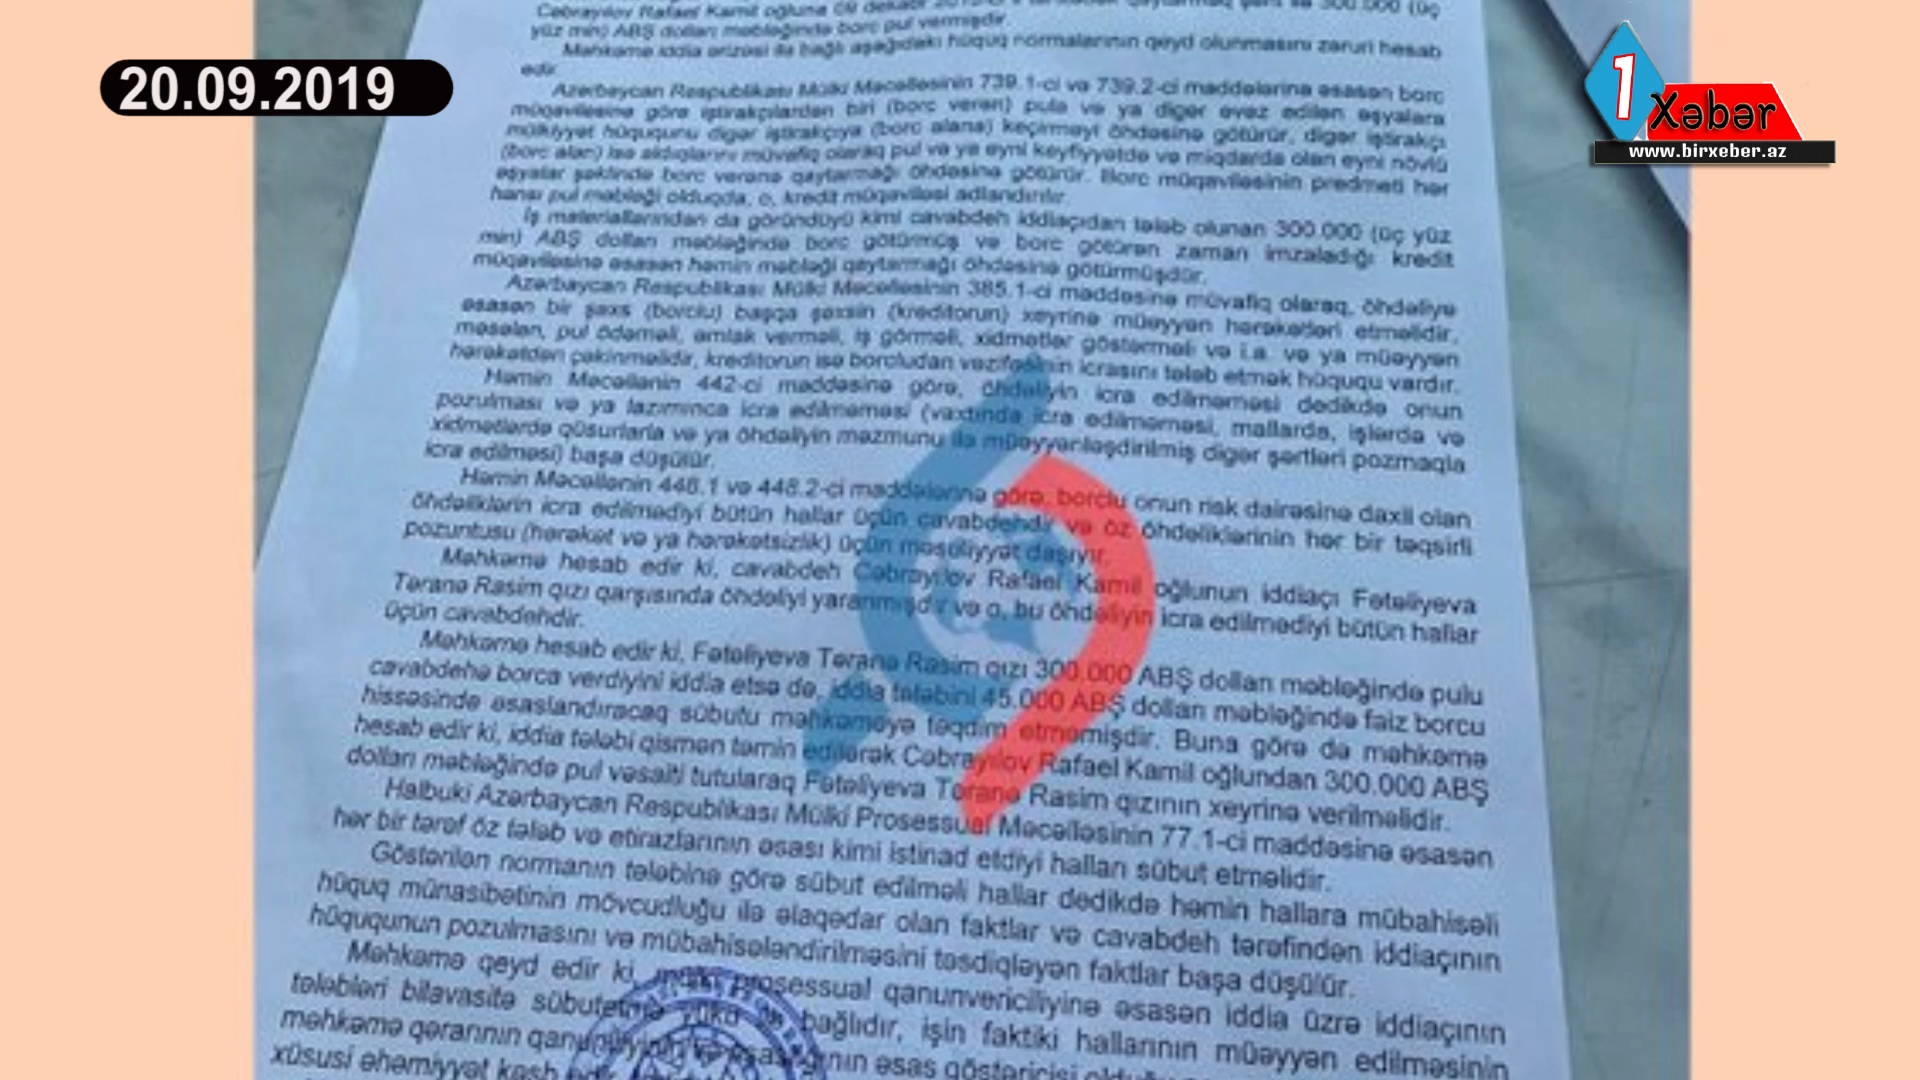 20.09.2019
1
Xəbər
www.birxeber.az
Cəbrayılov Rafael Kamil oğluna 300.000 (üç
yüz min) ABŞ dolları məbləğində borc pul vermişdir.
Məhkəmə iddia ərizəsi ilə bağlı aşağıdakı hüquq normalarının qeyd olunmasını zəruri hesab
edir.
Azərbaycan Respublikası Mülki Məcəlləsinin 739.1-ci və 739.2-ci maddələrinə əsasən borc
müqaviləsinə görə iştirakçılardan biri (borc verən) pula və ya digər əvəz edilən əşyalara
mülkiyyət hüququnu digər iştirakçıya (borc alana) keçirməyi öhdəsinə götürür, digər iştirakçı
(borc alan) isə aldıqlarını müvafiq olaraq pul və ya eyni keyfiyyətdə və miqdarda olan eyni növlü
əşyalar şəklində borc verənə qaytarmağı öhdəsinə götürür. Borc müqaviləsinin predmeti hər
hansı pul məbləği olduqda, o, kredit müqaviləsi adlandırılır.
İş materiallarından da göründüyü kimi cavabdeh iddiaçıdan tələb olunan 300.000 (üç yüz
min) ABŞ dolları məbləğində borc götürmüş və borc götürən zaman imzaladığı kredit
müqaviləsinə əsasən həmin məbləği qaytarmağı öhdəsinə götürmüşdür.
Azərbaycan Respublikası Mülki Məcəlləsinin 385.1-ci maddəsinə müvafiq olaraq, öhdəliyə
əsasən bir şəxs (borclu) başqa şəxsin (kreditorun) xeyrinə müəyyən hərəkətləri etməlidir,
məsələn, pul ödəməli, əmlak verməli, iş görməli, xidmətlər göstərməli və i.a. və ya müəyyən
hərəkətdən çəkinməlidir, kreditorun isə borcludan vəzifəsinin icrasını tələb etmək hüququ vardır.
Həmin Məcəllənin 442-ci maddəsinə görə, öhdəliyin icra edilməməsi dedikdə onun
pozulması və ya lazımınca icra edilməməsi (vaxtında icra edilməməsi, mallarda, işlərdə və
xidmətlərdə qüsurlarla və ya öhdəliyin məzmunu ilə müəyyənləşdirilmiş digər şərtləri pozmaqla
icra edilməsi) başa düşülür.
Həmin Məcəllənin 448.1 və 448.2-ci maddələrinə görə, borclu onun risk dairəsinə daxil olan
öhdəliklərin icra edilmədiyi bütün hallar üçün cavabdehdir və öz öhdəliklərinin hər bir təqsirli
pozuntusu (hərəkət və ya hərəkətsizlik) üçün məsuliyyət daşıyır.
Məhkəmə hesab edir ki, cavabdeh Cəbrayılov Rafael Kamil oğlunun iddiaçı Fətəliyeva
Təranə Rasim qızı qarşısında öhdəliyi yaranmışdır və o, bu öhdəliyin icra edilmədiyi bütün hallar
üçün cavabdehdir.
Məhkəmə hesab edir ki, Fətəliyeva Təranə Rasim qızı 300.000 ABŞ dolları məbləğində pulu
cavabdehə borca verdiyini iddia etsə də, iddia tələbini 45.000 ABŞ dolları məbləğində faiz borcu
hissəsində əsaslandıracaq sübutu məhkəməyə təqdim etməmişdir. Buna görə də məhkəmə
hesab edir ki, iddia tələbi qismən təmin edilərək Cəbrayılov Rafael Kamil oğlundan 300.000 ABŞ
dolları məbləğində pul vəsaiti tutularaq Fətəliyeva Təranə Rasim qızının xeyrinə verilməlidir.
Halbuki Azərbaycan Respublikası Mülki Prosessual Məcəlləsinin 77.1-ci maddəsinə əsasən
hər bir tərəf öz tələb və etirazlarının əsası kimi istinad etdiyi halları sübut etməlidir.
Göstərilən normanın tələbinə görə sübut edilməli hallar dedikdə həmin hallara mübahisəli
hüquq münasibətinin mövcudluğu ilə əlaqədar olan faktlar və cavabdeh tərəfindən iddiaçının
hüququnun pozulmasını və mübahisələndirilməsini təsdiqləyən faktlar başa düşülür.
Məhkəmə qeyd edir ki, mülki prosessual qanunvericiliyinə əsasən iddia üzrə iddiaçının
tələbləri bilavasitə sübutetmə yükü ilə bağlıdır, işin faktiki hallarının müəyyən edilməsinin
məhkəmə qərarının əsas göstəricisi
xüsusi əhəmiyyət kəsb edir